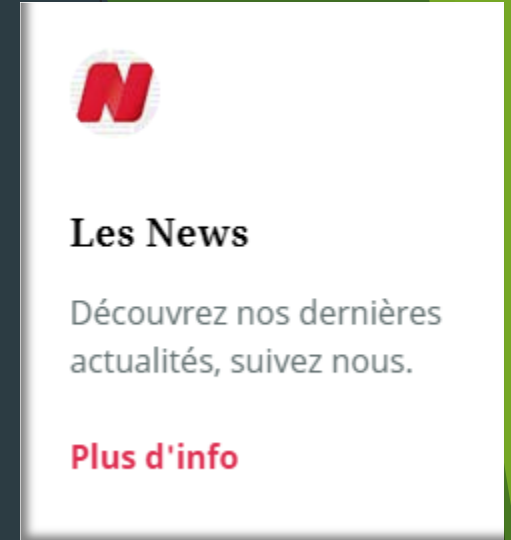 N
Les News
Découvrez nos dernières
actualités, suivez nous.
Plus d'info